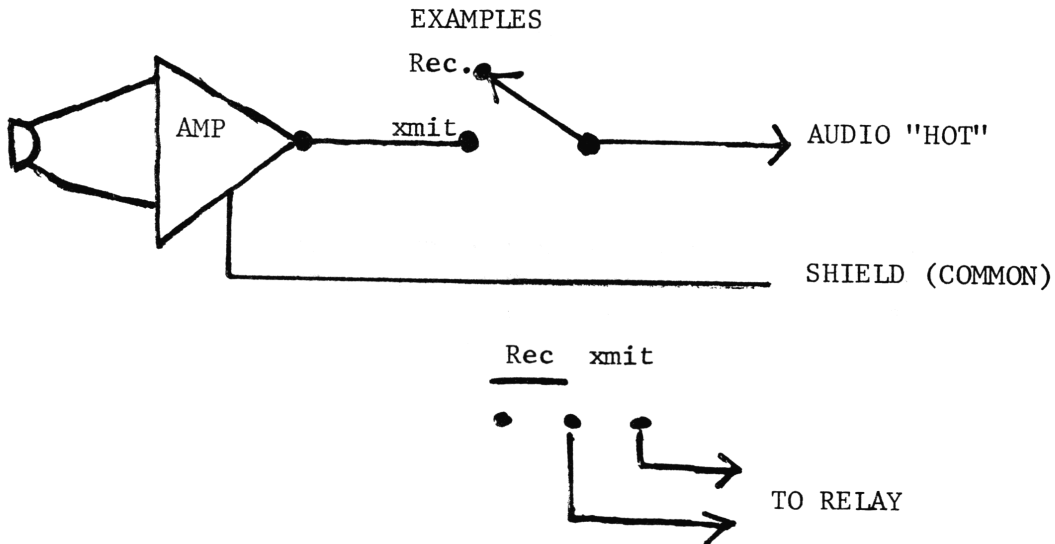 EXAMPLES
Rec.
AMP
xmit
AUDIO "HOT"
SHIELD (COMMON)
Rec xmit
TO RELAY